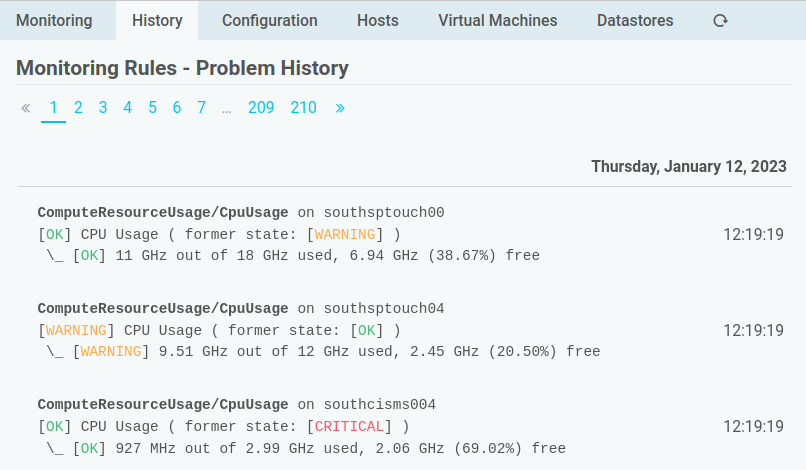 Monitoring History Configuration Hosts Virtual Machines Datastores
Monitoring Rules - Problem History
« 1 2 3 4 5 6 7 … 209 210 »
Thursday, January 12, 2023
ComputeResourceUsage/CpuUsage on southsptouch00
[OK] CPU Usage ( former state: [WARNING] ) 12:19:19
\_ [OK] 11 GHz out of 18 GHz used, 6.94 GHz (38.67%) free
ComputeResourceUsage/CpuUsage on southsptouch04
[WARNING] CPU Usage ( former state: [OK] ) 12:19:19
\_ [WARNING] 9.51 GHz out of 12 GHz used, 2.45 GHz (20.50%) free
ComputeResourceUsage/CpuUsage on southcisms004
[OK] CPU Usage ( former state: [CRITICAL] ) 12:19:19
\_ [OK] 927 MHz out of 2.99 GHz used, 2.06 GHz (69.02%) free